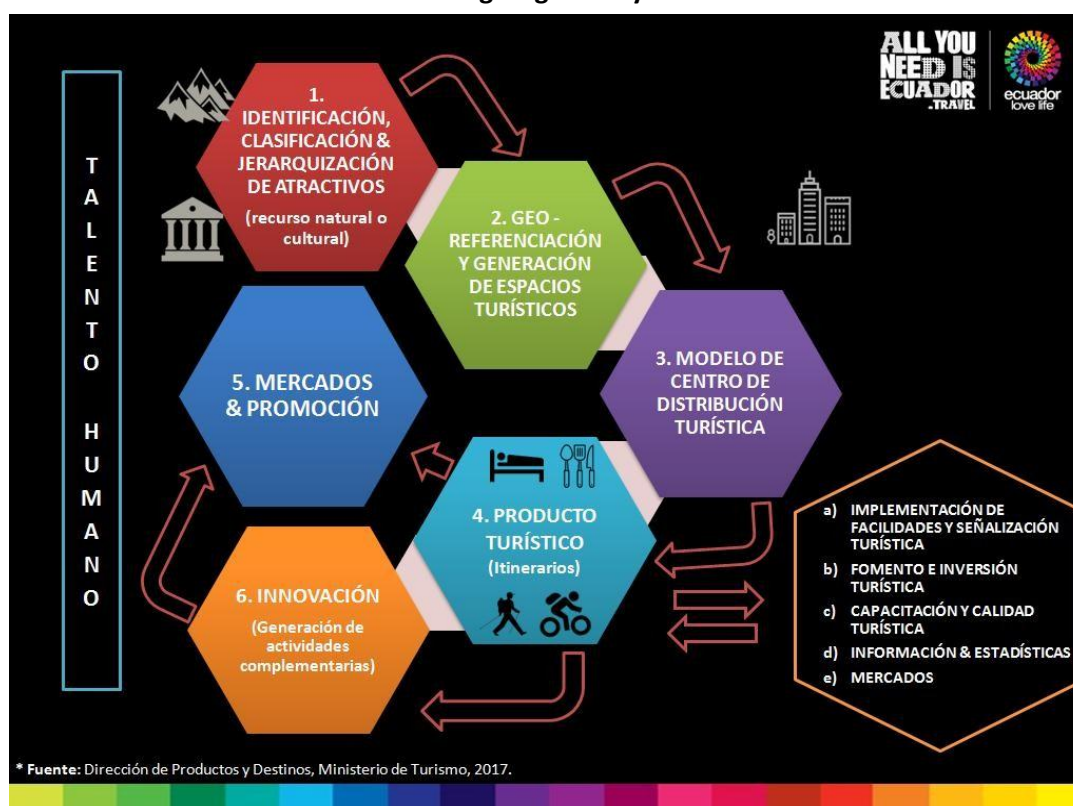 ALL YOU
NEED IS
ECUADOR
.TRAVEL
ecuador
love life
TALENTO HUMANO
1.
IDENTIFICACIÓN,
CLASIFICACIÓN &
JERARQUIZACIÓN
DE ATRACTIVOS
(recurso natural o
cultural)
2. GEO -
REFERENCIACIÓN
Y GENERACIÓN
DE ESPACIOS
TURÍSTICOS
3. MODELO DE
CENTRO DE
DISTRIBUCIÓN
TURÍSTICA
4. PRODUCTO
TURÍSTICO
(Itinerarios)
5. MERCADOS
& PROMOCIÓN
6. INNOVACIÓN
(Generación de
actividades
complementarias)
a) IMPLEMENTACIÓN DE
FACILIDADES Y SEÑALIZACIÓN
TURÍSTICA
b) FOMENTO E INVERSIÓN
TURÍSTICA
c) CAPACITACIÓN Y CALIDAD
TURÍSTICA
d) INFORMACIÓN & ESTADÍSTICAS
e) MERCADOS
* Fuente: Dirección de Productos y Destinos, Ministerio de Turismo, 2017.